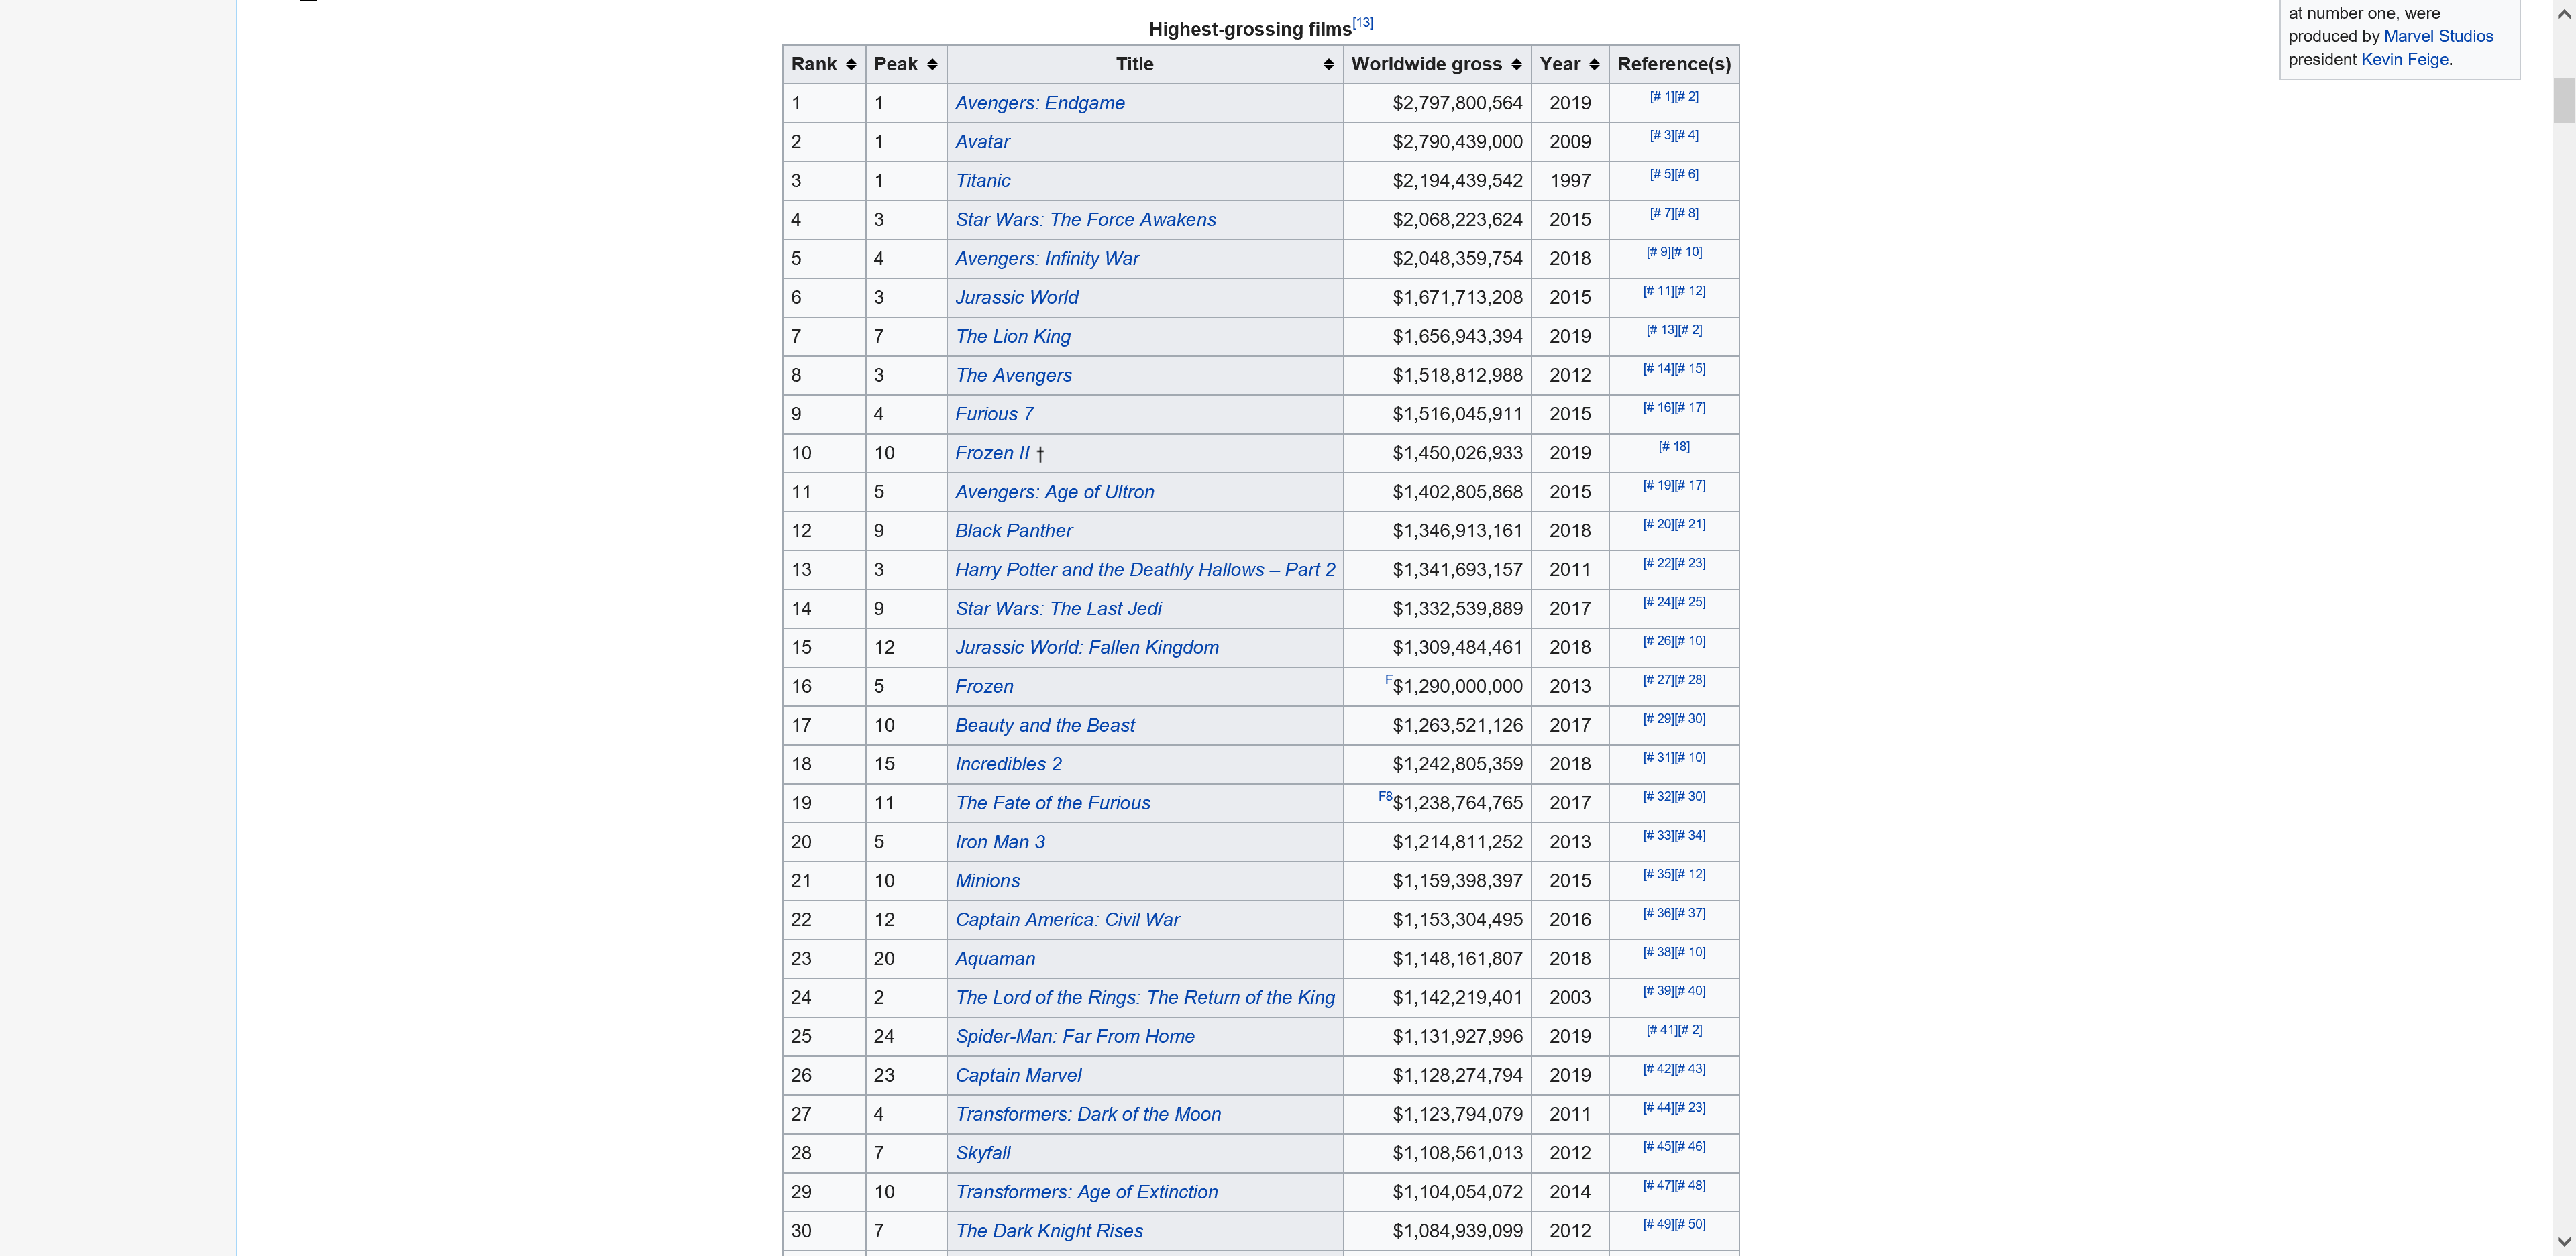 Highest-grossing films[13]
Rank Peak Title Worldwide gross Year Reference(s)
1 1 Avengers: Endgame $2,797,800,564 2019 [# 1][# 2]
2 1 Avatar $2,790,439,000 2009 [# 3][# 4]
3 1 Titanic $2,194,439,542 1997 [# 5][# 6]
4 3 Star Wars: The Force Awakens $2,068,223,624 2015 [# 7][# 8]
5 4 Avengers: Infinity War $2,048,359,754 2018 [# 9][# 10]
6 3 Jurassic World $1,671,713,208 2015 [# 11][# 12]
7 7 The Lion King $1,656,943,394 2019 [# 13][# 2]
8 3 The Avengers $1,518,812,988 2012 [# 14][# 15]
9 4 Furious 7 $1,516,045,911 2015 [# 16][# 17]
10 10 Frozen II † $1,450,026,933 2019 [# 18]
11 5 Avengers: Age of Ultron $1,402,805,868 2015 [# 19][# 17]
12 9 Black Panther $1,346,913,161 2018 [# 20][# 21]
13 3 Harry Potter and the Deathly Hallows – Part 2 $1,341,693,157 2011 [# 22][# 23]
14 9 Star Wars: The Last Jedi $1,332,539,889 2017 [# 24][# 25]
15 12 Jurassic World: Fallen Kingdom $1,309,484,461 2018 [# 26][# 10]
16 5 Frozen F$1,290,000,000 2013 [# 27][# 28]
17 10 Beauty and the Beast $1,263,521,126 2017 [# 29][# 30]
18 15 Incredibles 2 $1,242,805,359 2018 [# 31][# 10]
19 11 The Fate of the Furious F8$1,238,764,765 2017 [# 32][# 30]
20 5 Iron Man 3 $1,214,811,252 2013 [# 33][# 34]
21 10 Minions $1,159,398,397 2015 [# 35][# 12]
22 12 Captain America: Civil War $1,153,304,495 2016 [# 36][# 37]
23 20 Aquaman $1,148,161,807 2018 [# 38][# 10]
24 2 The Lord of the Rings: The Return of the King $1,142,219,401 2003 [# 39][# 40]
25 24 Spider-Man: Far From Home $1,131,927,996 2019 [# 41][# 2]
26 23 Captain Marvel $1,128,274,794 2019 [# 42][# 43]
27 4 Transformers: Dark of the Moon $1,123,794,079 2011 [# 44][# 23]
28 7 Skyfall $1,108,561,013 2012 [# 45][# 46]
29 10 Transformers: Age of Extinction $1,104,054,072 2014 [# 47][# 48]
30 7 The Dark Knight Rises $1,084,939,099 2012 [# 49][# 50]
at number one, were
produced by Marvel Studios
president Kevin Feige.